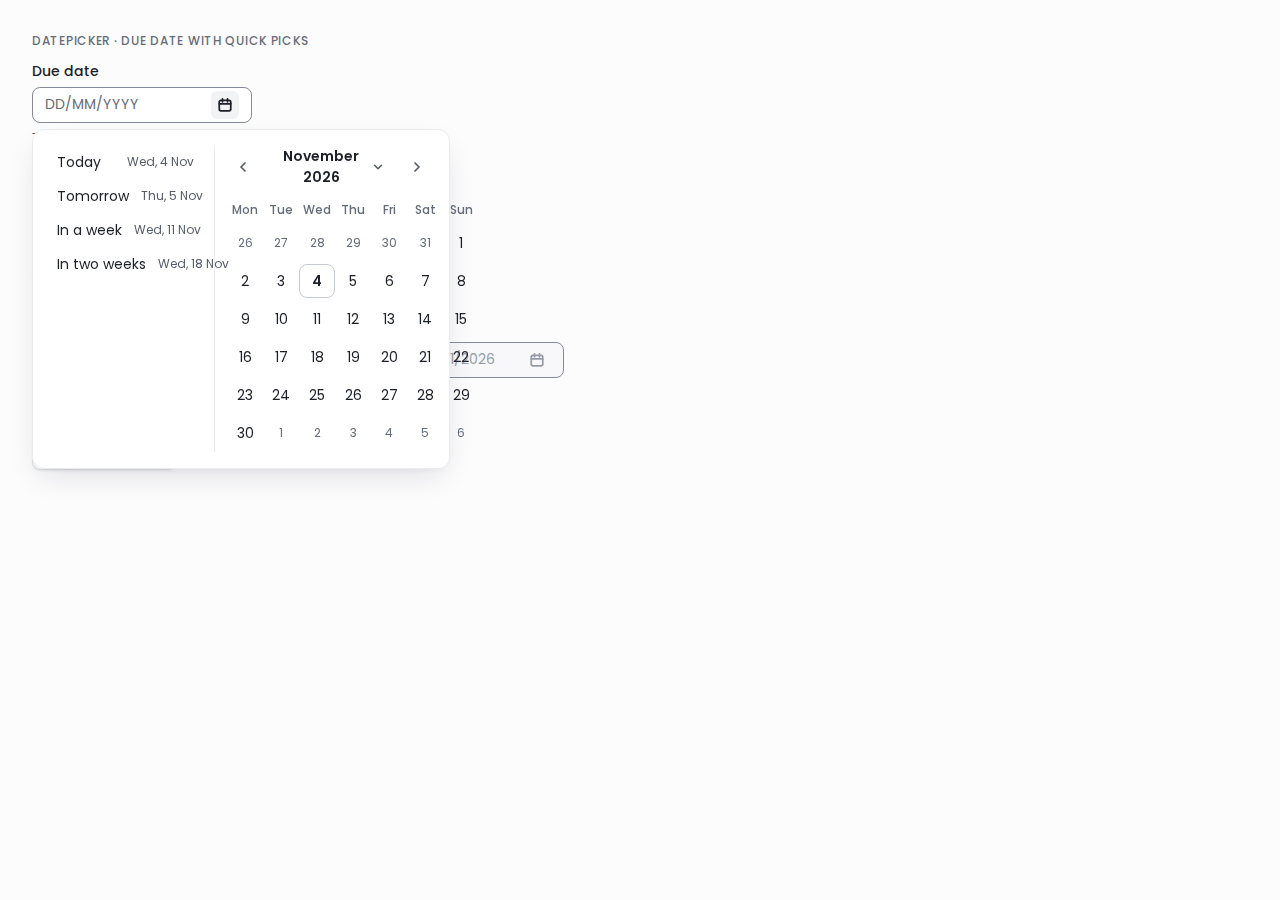 DATEPICKER · DUE DATE WITH QUICK PICKS
Due date
DD/MM/YYYY
Today Wed, 4 Nov
Tomorrow Thu, 5 Nov
In a week Wed, 11 Nov
In two weeks Wed, 18 Nov
November
2026
Mon Tue Wed Thu Fri Sat Sun
26 27 28 29 30 31 1
2 3 4 5 6 7 8
9 10 11 12 13 14 15
16 17 18 19 20 21 22
23 24 25 26 27 28 29
30 1 2 3 4 5 6